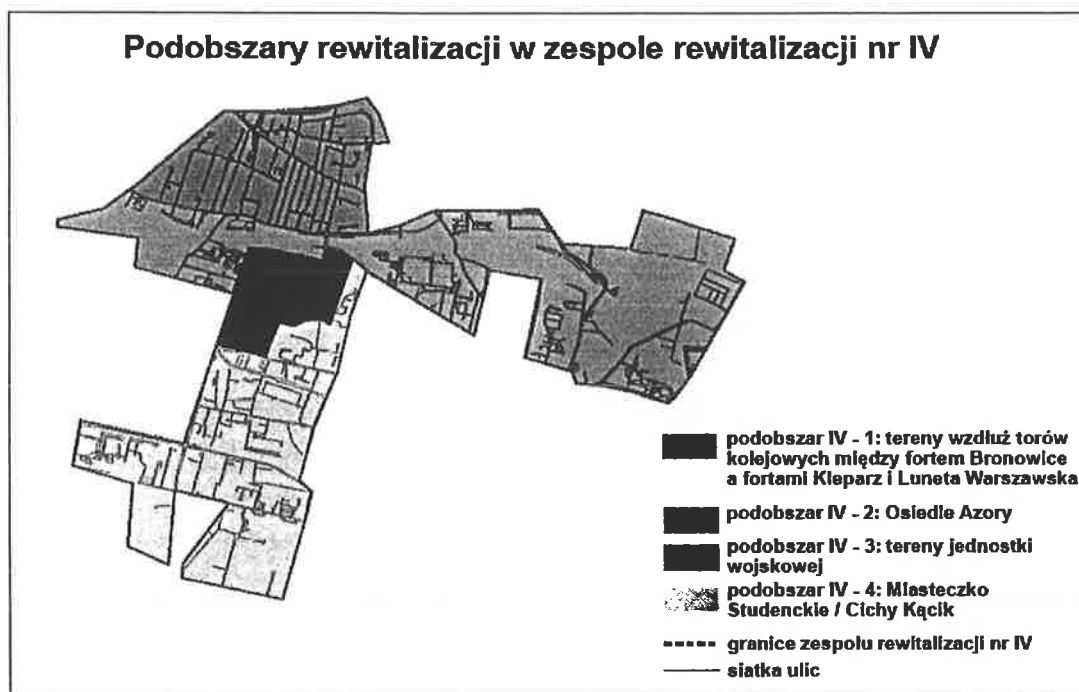 Podobszary rewitalizacji w zespole rewitalizacji nr IV
podobszar IV - 1: tereny wzdłuż torów
kolejowych między fortem Bronowice
a fortami Kleparz i Luneta Warszawska
podobszar IV - 2: Osiedle Azory
podobszar IV - 3: tereny jednostki
wojskowej
podobszar IV - 4: Miasteczko
Studenckie / Cichy Kącik
granice zespołu rewitalizacji nr IV
siatka ulic